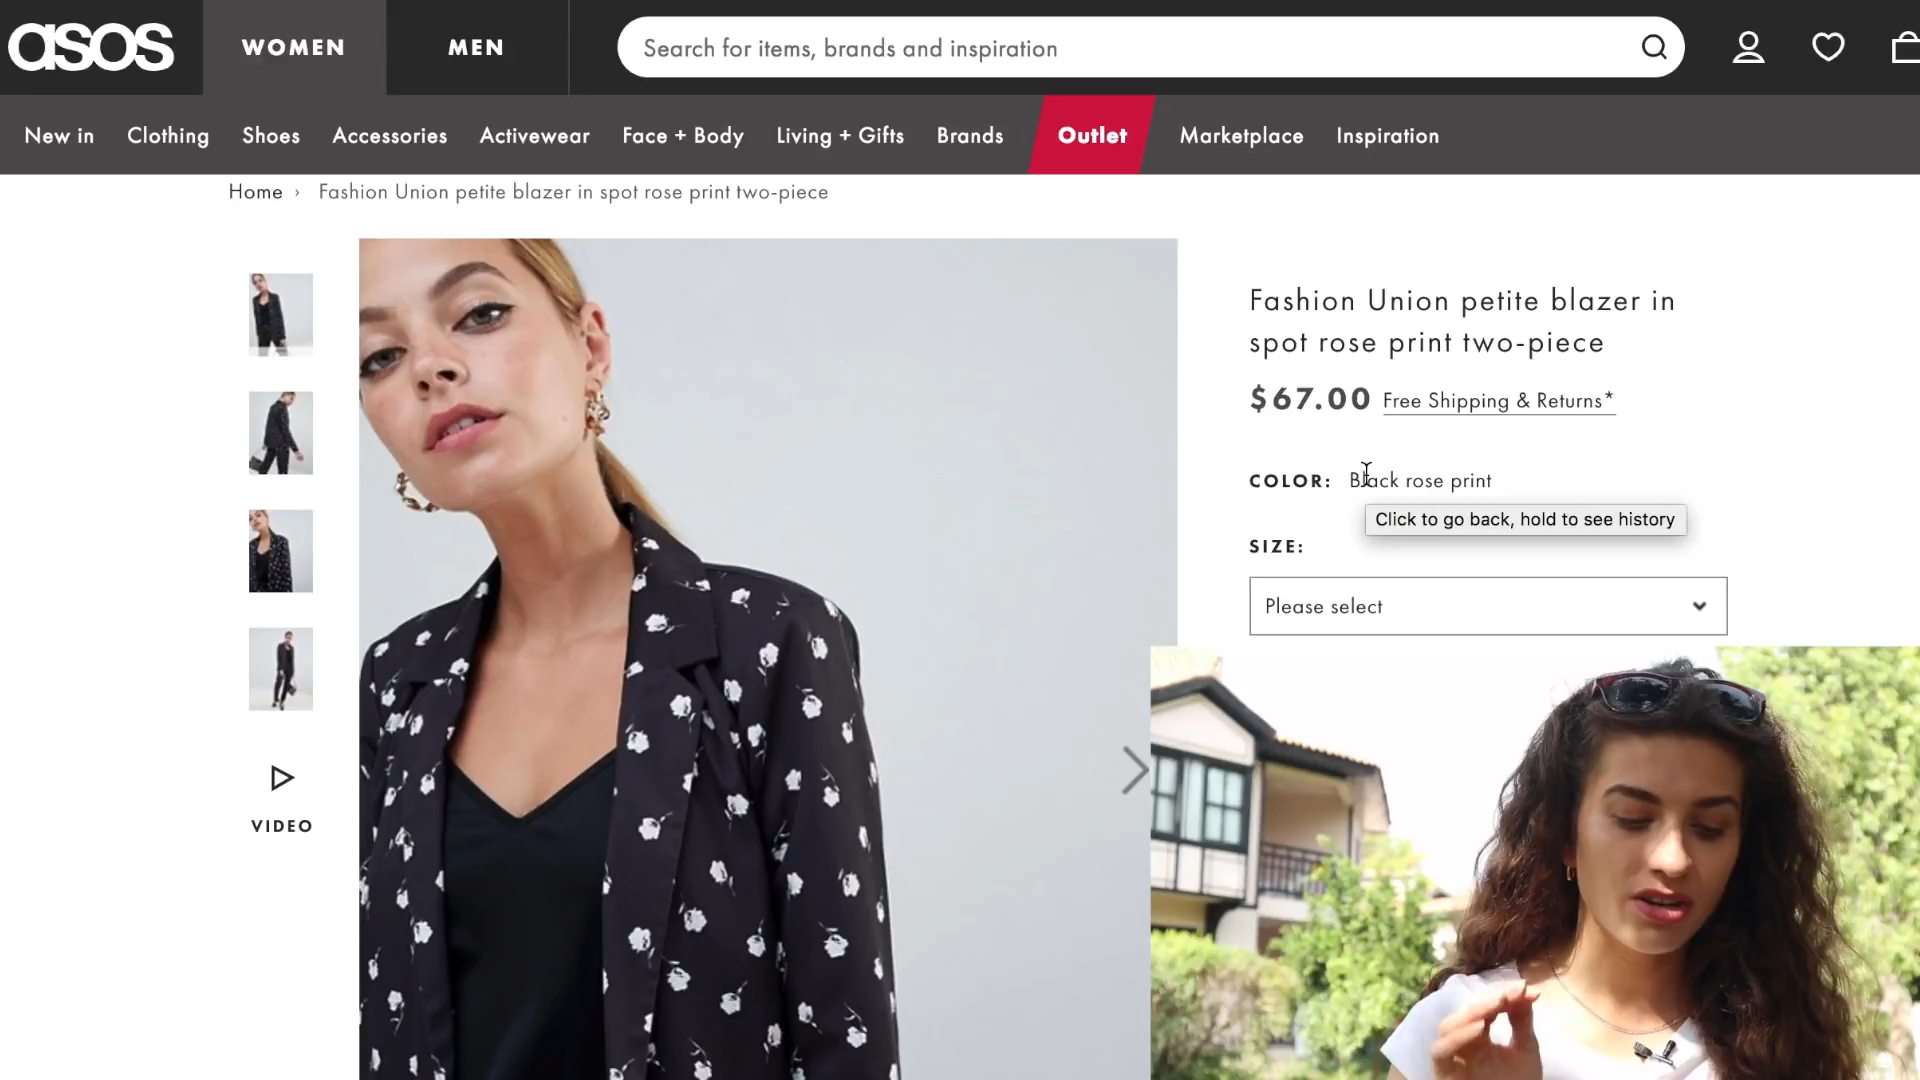 asos
WOMEN
MEN
Search for items, brands and inspiration
New in
Clothing
Shoes
Accessories
Activewear
Face + Body
Living + Gifts
Brands
Outlet
Marketplace
Inspiration
Home › Fashion Union petite blazer in spot rose print two-piece
Fashion Union petite blazer in
spot rose print two-piece
$67.00 Free Shipping & Returns*
COLOR: Black rose print
Click to go back, hold to see history
SIZE:
Please select
VIDEO